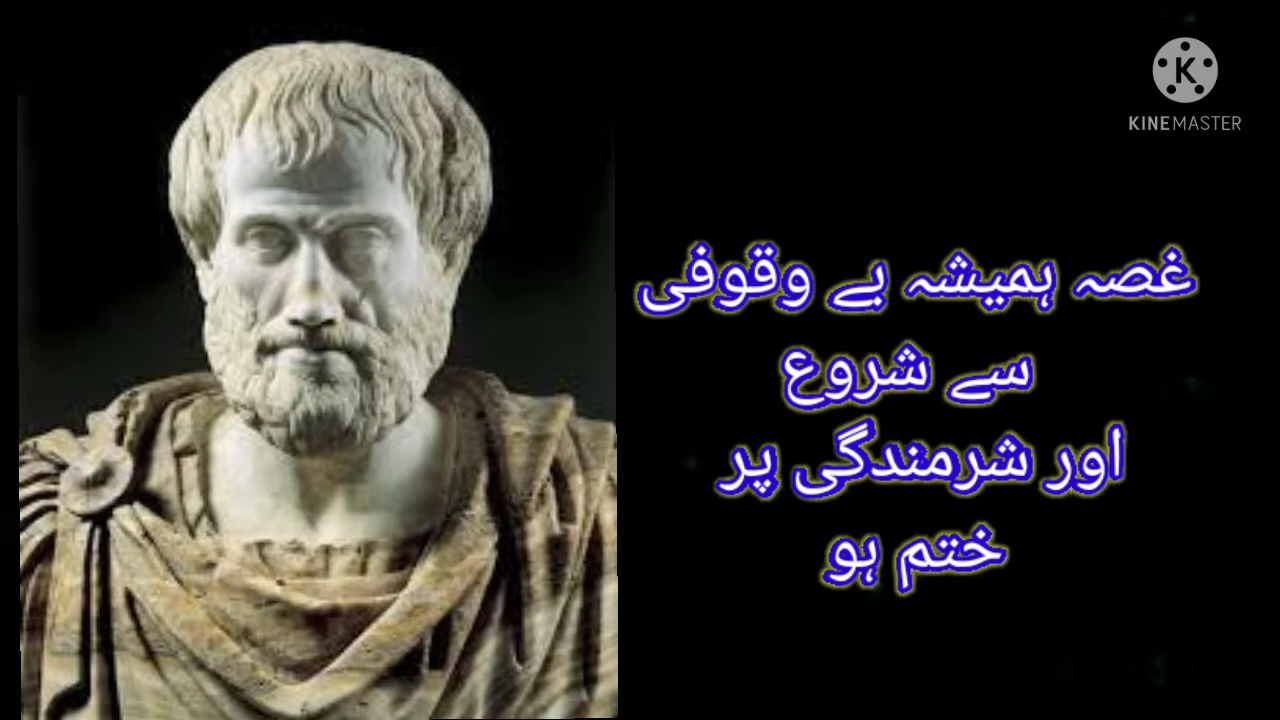 KINEMASTER
غصہ ہمیشہ بے وقوفی
سے شروع
اور شرمندگی پر
ختم ہو